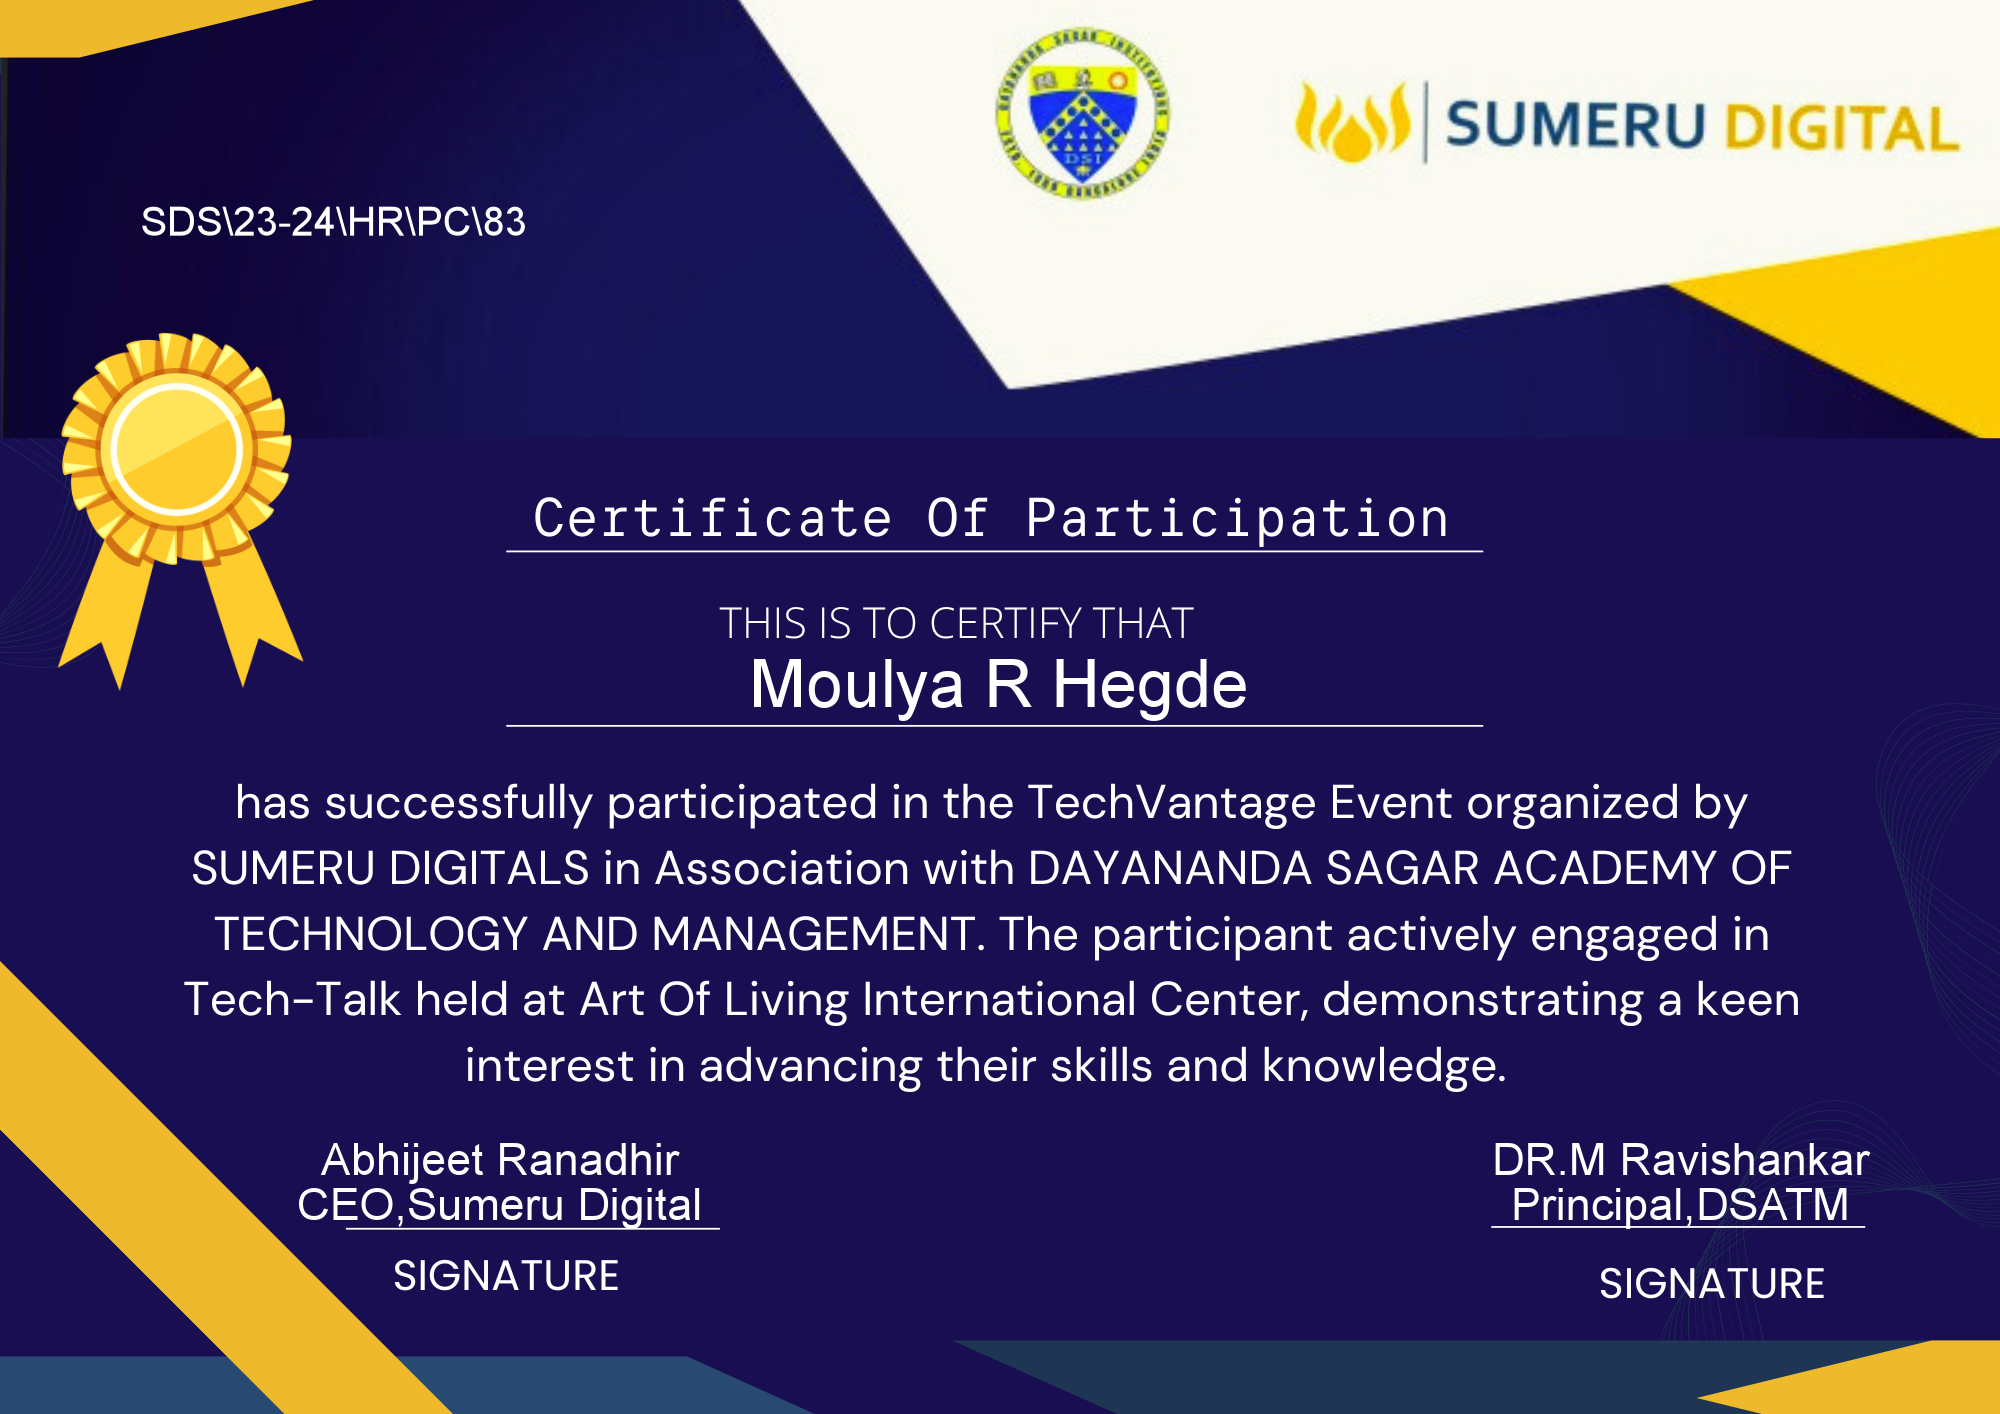 SUMERU DIGITAL
DSI
SDS\23-24\HR\PC\83
Certificate Of Participation
THIS IS TO CERTIFY THAT
Moulya R Hegde
has successfully participated in the TechVantage Event organized by
SUMERU DIGITALS in Association with DAYANANDA SAGAR ACADEMY OF
TECHNOLOGY AND MANAGEMENT. The participant actively engaged in
Tech-Talk held at Art Of Living International Center, demonstrating a keen
interest in advancing their skills and knowledge.
Abhijeet Ranadhir
CEO,Sumeru Digital
SIGNATURE
DR.M Ravishankar
Principal,DSATM
SIGNATURE